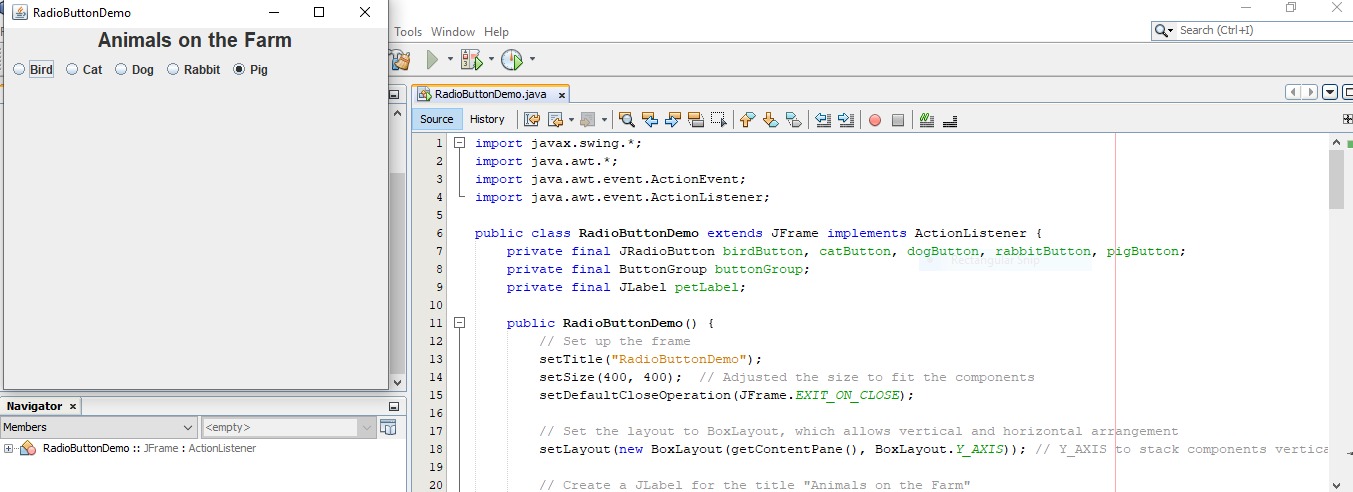 RadioButtonDemo
Animals on the Farm
Bird Cat Dog Rabbit Pig
Tools Window Help
Search (Ctrl+I)
RadioButtonDemo.java
Source History
1 import javax.swing.*;
2 import java.awt.*;
3 import java.awt.event.ActionEvent;
4 import java.awt.event.ActionListener;
5
6 public class RadioButtonDemo extends JFrame implements ActionListener {
7 private final JRadioButton birdButton, catButton, dogButton, rabbitButton, pigButton;
8 private final ButtonGroup buttonGroup;
Rectangular Snip
9 private final JLabel petLabel;
10
11 public RadioButtonDemo() {
12 // Set up the frame
13 setTitle("RadioButtonDemo");
14 setSize(400, 400);  // Adjusted the size to fit the components
15 setDefaultCloseOperation(JFrame.EXIT_ON_CLOSE);
16
17 // Set the layout to BoxLayout, which allows vertical and horizontal arrangement
18 setLayout(new BoxLayout(getContentPane(), BoxLayout.Y_AXIS)); // Y_AXIS to stack components vertica
19
20 // Create a JLabel for the title "Animals on the Farm"
Navigator
Members
<empty>
RadioButtonDemo :: JFrame : ActionListener